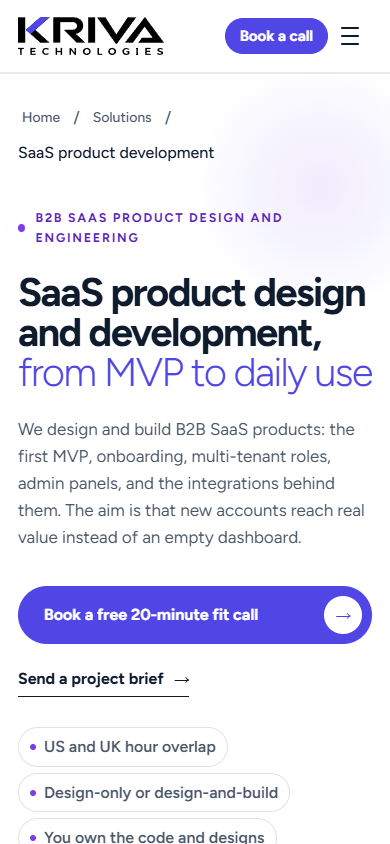 KRIVA
TECHNOLOGIES
Book a call
Home / Solutions /
SaaS product development
B2B SAAS PRODUCT DESIGN AND
ENGINEERING
SaaS product design
and development,
from MVP to daily use
We design and build B2B SaaS products: the
first MVP, onboarding, multi-tenant roles,
admin panels, and the integrations behind
them. The aim is that new accounts reach real
value instead of an empty dashboard.
Book a free 20-minute fit call →
Send a project brief →
US and UK hour overlap
Design-only or design-and-build
You own the code and designs